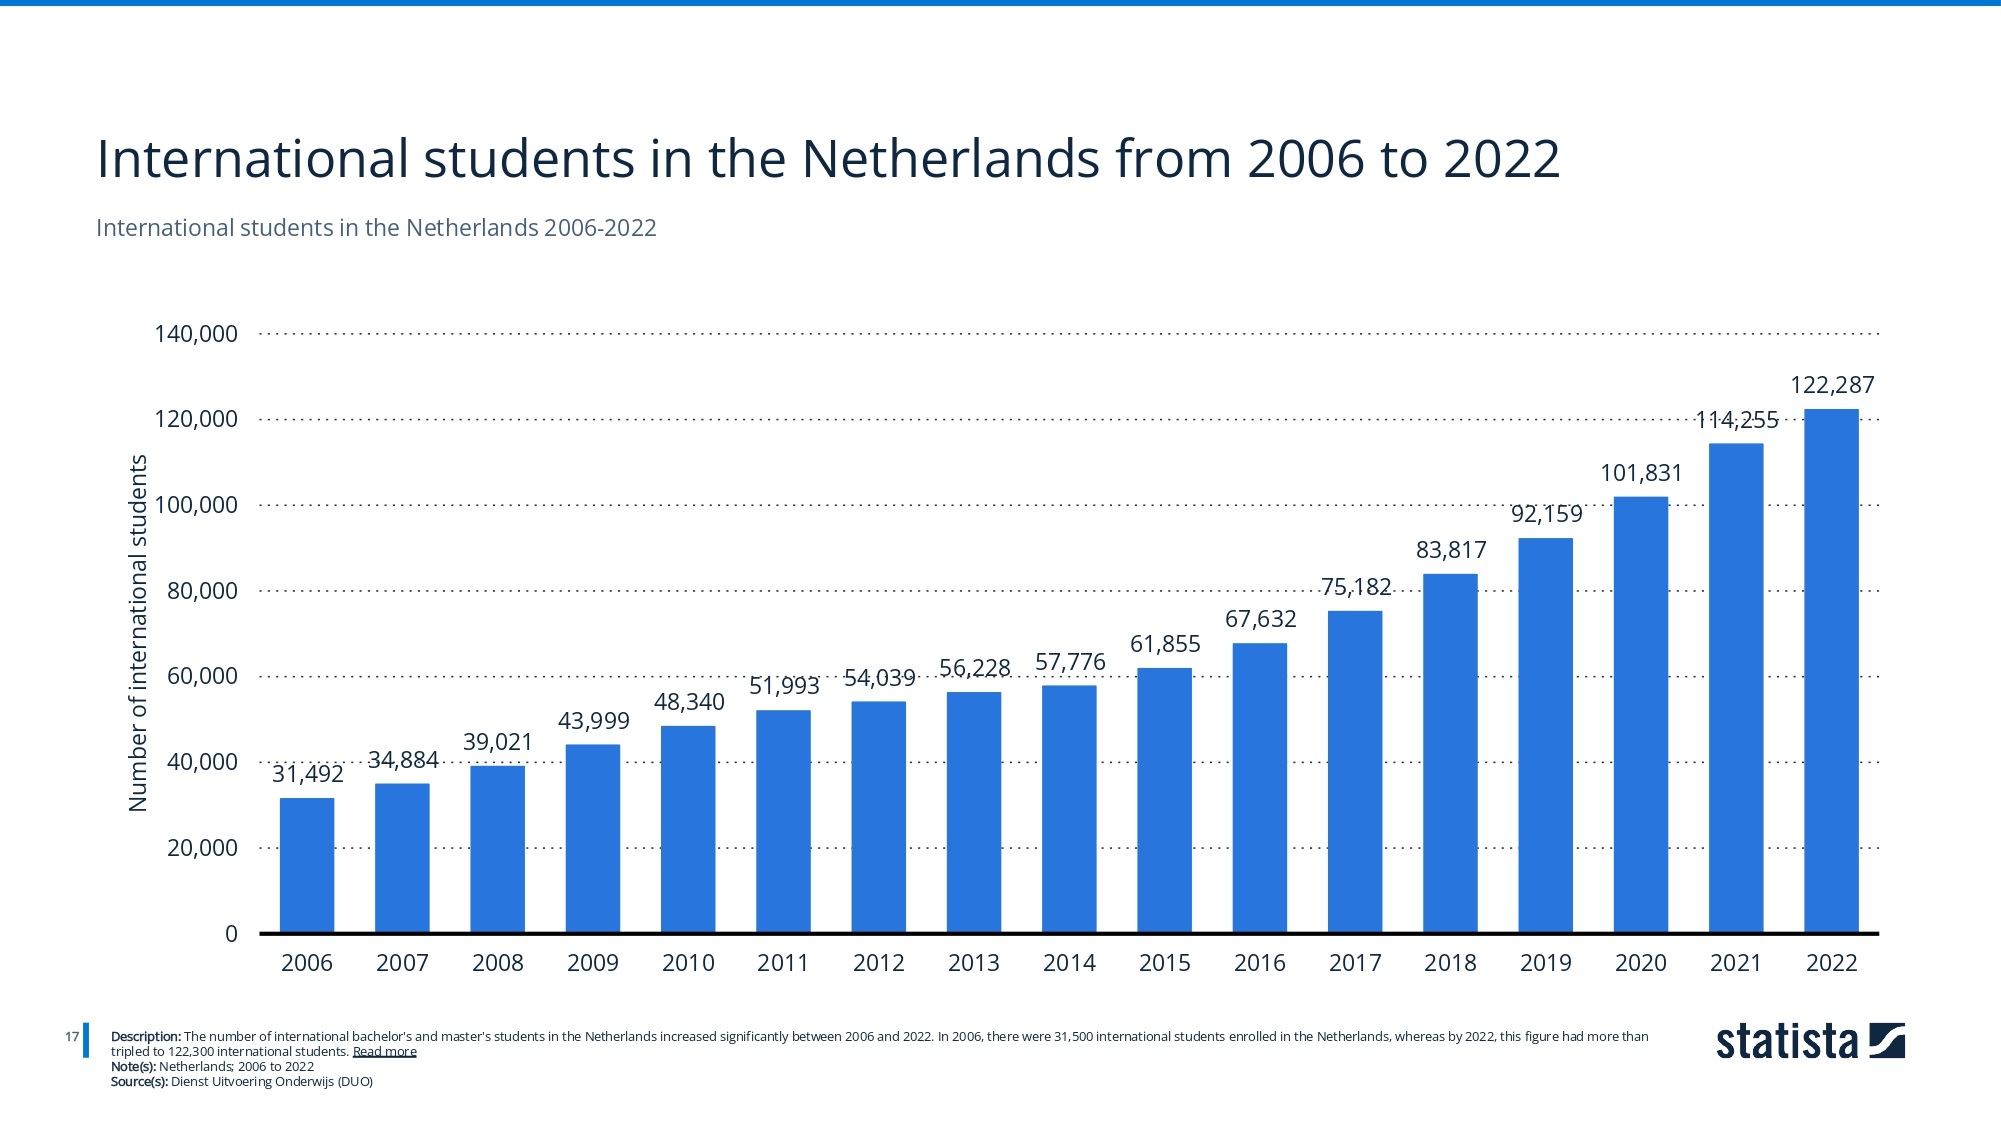 International students in the Netherlands from 2006 to 2022
International students in the Netherlands 2006-2022
Number of international students
140,000
120,000
100,000
80,000
60,000
40,000
20,000
0
31,492
34,884
39,021
43,999
48,340
51,993
54,039
56,228
57,776
61,855
67,632
75,182
83,817
92,159
101,831
114,255
122,287
2006 2007 2008 2009 2010 2011 2012 2013 2014 2015 2016 2017 2018 2019 2020 2021 2022
17
Description: The number of international bachelor's and master's students in the Netherlands increased significantly between 2006 and 2022. In 2006, there were 31,500 international students enrolled in the Netherlands, whereas by 2022, this figure had more than
tripled to 122,300 international students. Read more
Note(s): Netherlands; 2006 to 2022
Source(s): Dienst Uitvoering Onderwijs (DUO)
statista